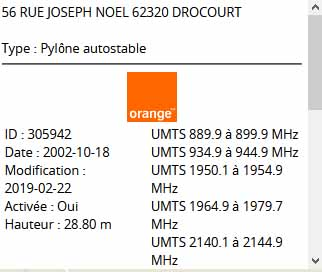 56 RUE JOSEPH NOEL 62320 DROCOURT
Type : Pylône autostable
orange™
ID : 305942
Date : 2002-10-18
Modification :
2019-02-22
Activée : Oui
Hauteur : 28.80 m
UMTS 889.9 à 899.9 MHz
UMTS 934.9 à 944.9 MHz
UMTS 1950.1 à 1954.9
MHz
UMTS 1964.9 à 1979.7
MHz
UMTS 2140.1 à 2144.9
MHz